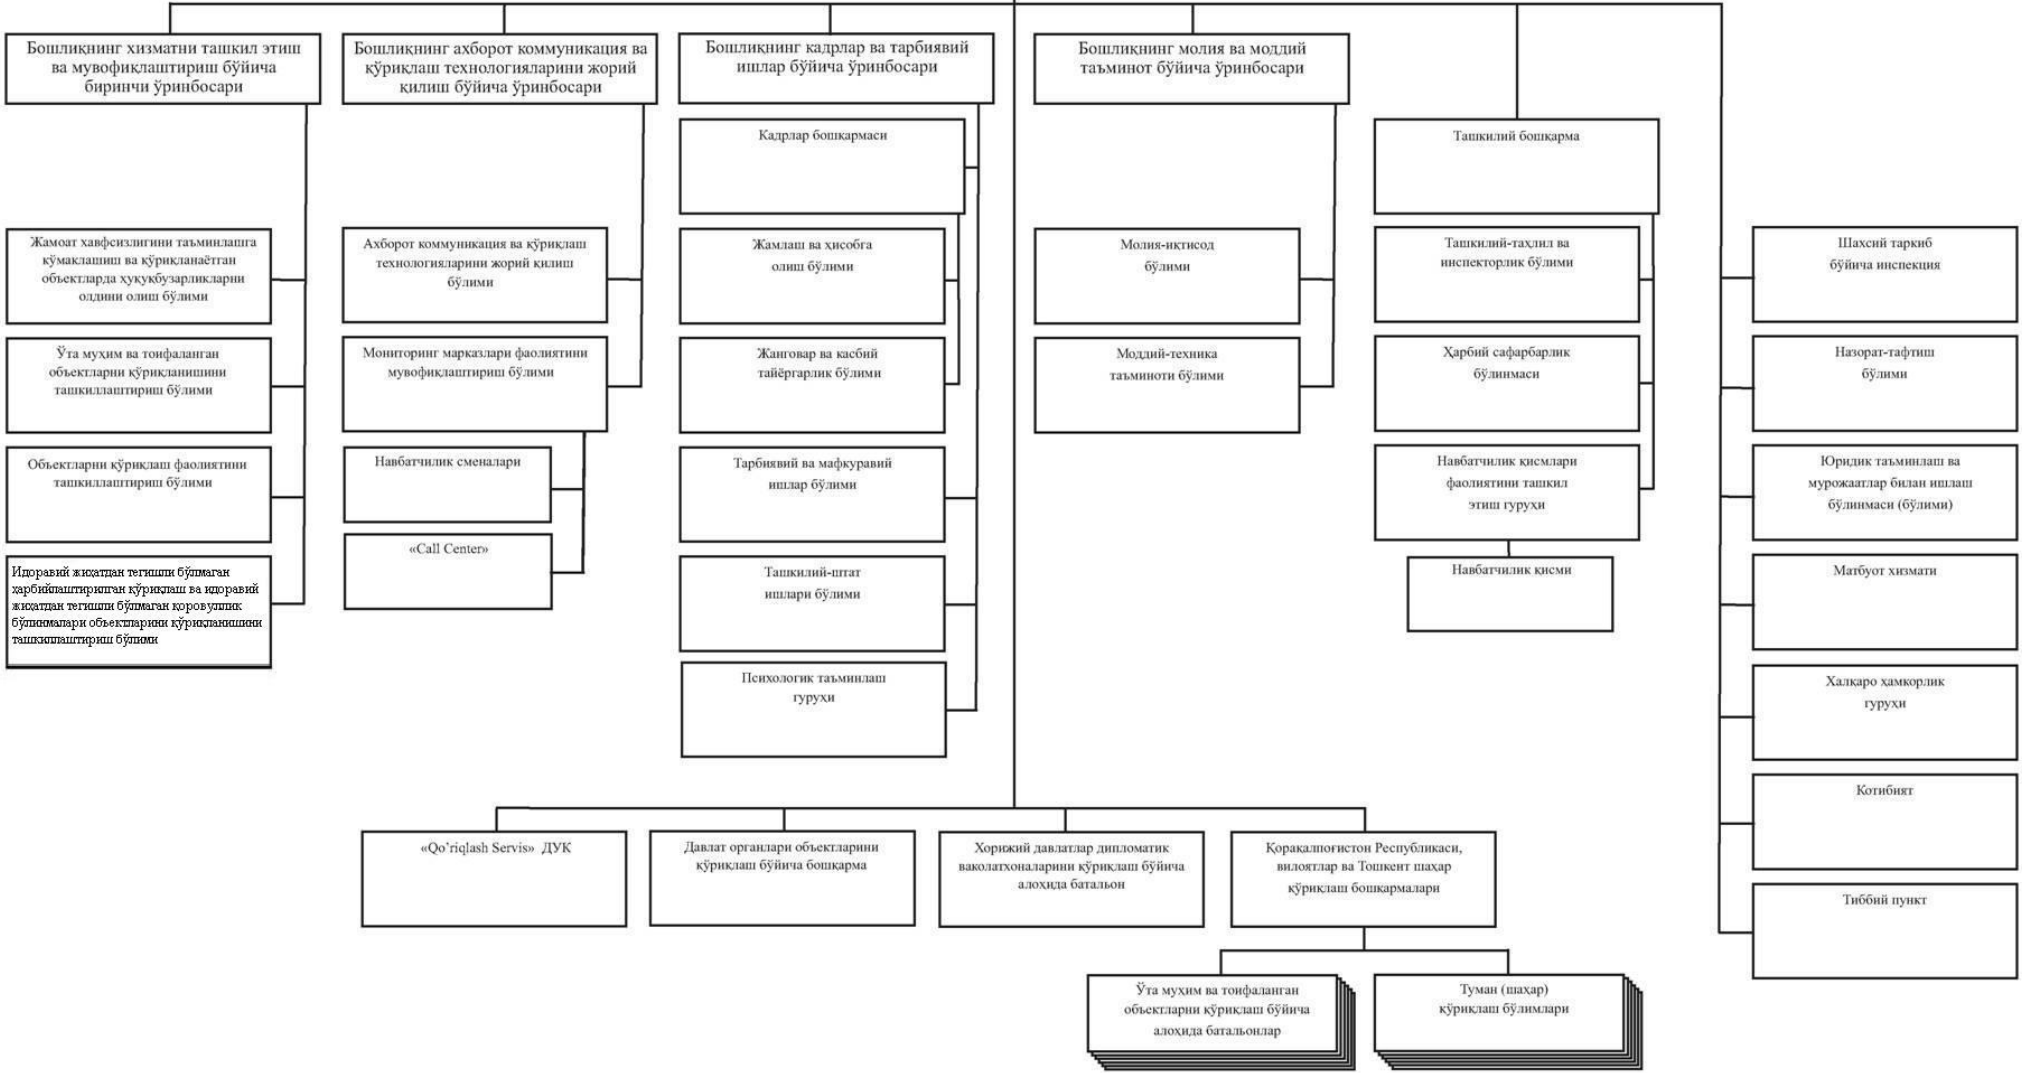 Бошлиқнинг хизматни ташкил этиш
ва мувофиқлаштириш бўйича
биринчи ўринбосари
Бошлиқнинг ахборот коммуникация ва
қўриқлаш технологияларини жорий
қилиш бўйича ўринбосари
Бошлиқнинг кадрлар ва тарбиявий
ишлар бўйича ўринбосари
Бошлиқнинг молия ва моддий
таъминот бўйича ўринбосари
Кадрлар бошқармаси
Ташкилий бошқарма
Жамоат хавфсизлигини таъминлашга
кўмаклашиш ва қўриқланаётган
объектларда ҳуқуқбузарликларни
олдини олиш бўлими
Ахборот коммуникация ва қўриқлаш
технологияларини жорий қилиш
бўлими
Жамлаш ва ҳисобга
олиш бўлими
Молия-иқтисод
бўлими
Ташкилий-таҳлил ва
инспекторлик бўлими
Шахсий таркиб
бўйича инспекция
Ўта муҳим ва тоифаланган
объектларни қўриқланишини
ташкиллаштириш бўлими
Мониторинг марказлари фаолиятини
мувофиқлаштириш бўлими
Жанговар ва касбий
тайёргарлик бўлими
Моддий-техника
таъминоти бўлими
Ҳарбий сафарбарлик
бўлинмаси
Назорат-тафтиш
бўлими
Объектларни қўриқлаш фаолиятини
ташкиллаштириш бўлими
Навбатчилик сменалари
Тарбиявий ва мафкуравий
ишлар бўлими
Навбатчилик қисмлари
фаолиятини ташкил
этиш гуруҳи
Юридик таъминлаш ва
мурожаатлар билан ишлаш
бўлинмаси (бўлими)
Идоравий жиҳатдан тегишли бўлмаган
ҳарбийлаштирилган қўриқлаш ва идоравий
жиҳатдан тегишли бўлмаган қоровуллик
бўлинмалари объектларини қўриқланишини
ташкиллаштириш бўлими
«Call Center»
Ташкилий-штат
ишлари бўлими
Навбатчилик қисми
Матбуот хизмати
Психологик таъминлаш
гуруҳи
Халқаро ҳамкорлик
гуруҳи
Котибият
«Qo’riqlash Servis» ДУК
Давлат органлари объектларини
қўриқлаш бўйича бошқарма
Хорижий давлатлар дипломатик
ваколатхоналарини қўриқлаш бўйича
алоҳида батальон
Қорақалпоғистон Республикаси,
вилоятлар ва Тошкент шаҳар
қўриқлаш бошқармалари
Тиббий пункт
Ўта муҳим ва тоифаланган
объектларни қўриқлаш бўйича
алоҳида батальонлар
Туман (шаҳар)
қўриқлаш бўлимлари